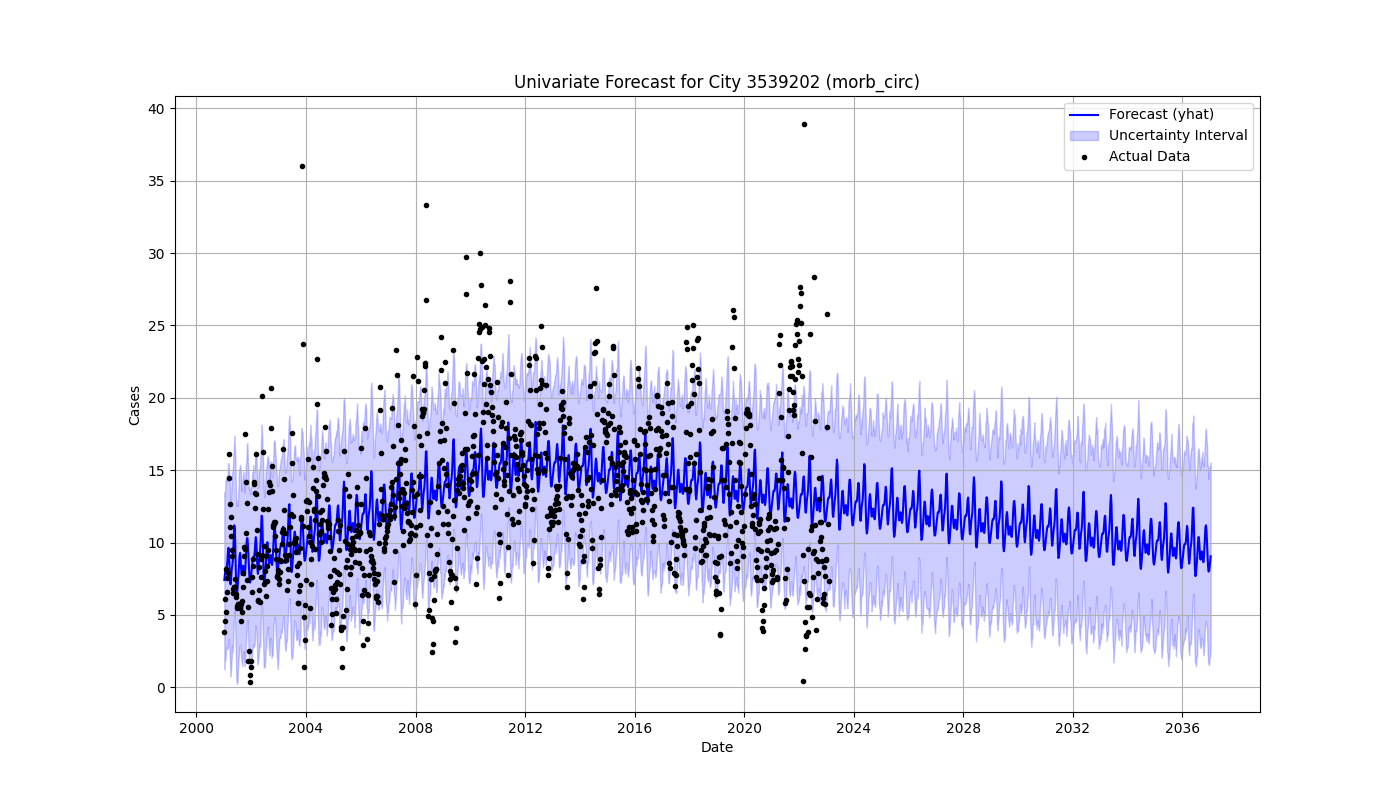 Univariate Forecast for City 3539202 (morb_circ)
Forecast (yhat)
Uncertainty Interval
Actual Data
Cases
40
35
30
25
20
15
10
5
0
2000 2004 2008 2012 2016 2020 2024 2028 2032 2036
Date